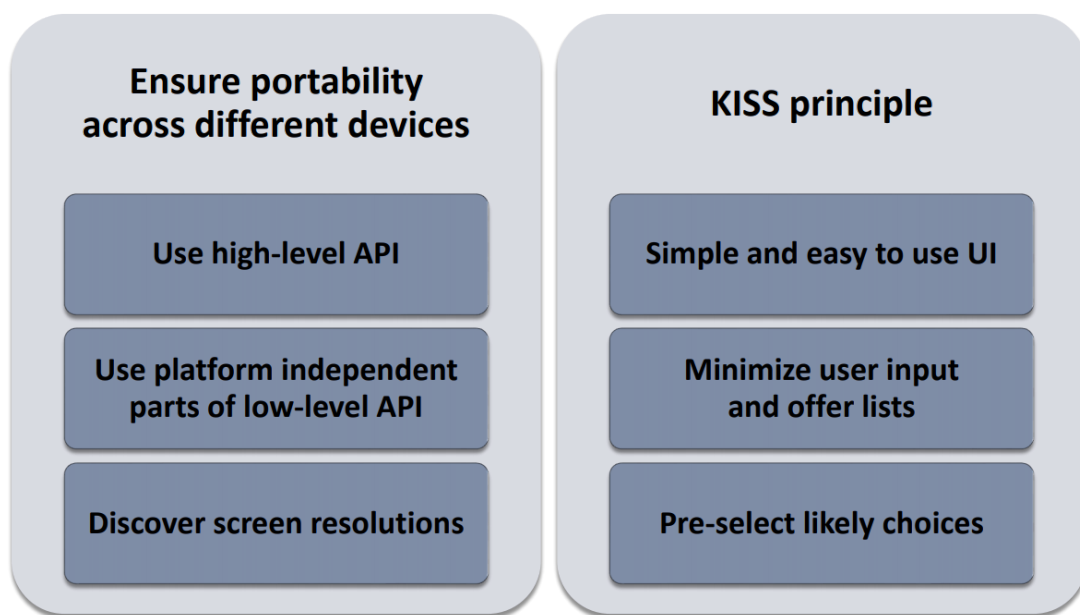 Ensure portability
across different devices
Use high-level API
Use platform independent
parts of low-level API
Discover screen resolutions
KISS principle
Simple and easy to use UI
Minimize user input
and offer lists
Pre-select likely choices